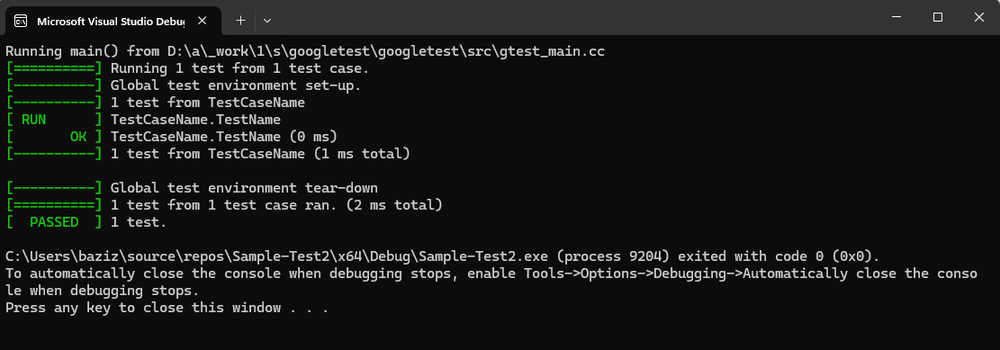 Microsoft Visual Studio Debug
Running main() from D:\a\_work\1\s\googletest\googletest\src\gtest_main.cc
[==========] Running 1 test from 1 test case.
[----------] Global test environment set-up.
[----------] 1 test from TestCaseName
[ RUN      ] TestCaseName.TestName
[       OK ] TestCaseName.TestName (0 ms)
[----------] 1 test from TestCaseName (1 ms total)

[----------] Global test environment tear-down
[==========] 1 test from 1 test case ran. (2 ms total)
[  PASSED  ] 1 test.

C:\Users\baziz\source\repos\Sample-Test2\x64\Debug\Sample-Test2.exe (process 9204) exited with code 0 (0x0).
To automatically close the console when debugging stops, enable Tools->Options->Debugging->Automatically close the conso
le when debugging stops.
Press any key to close this window . . .